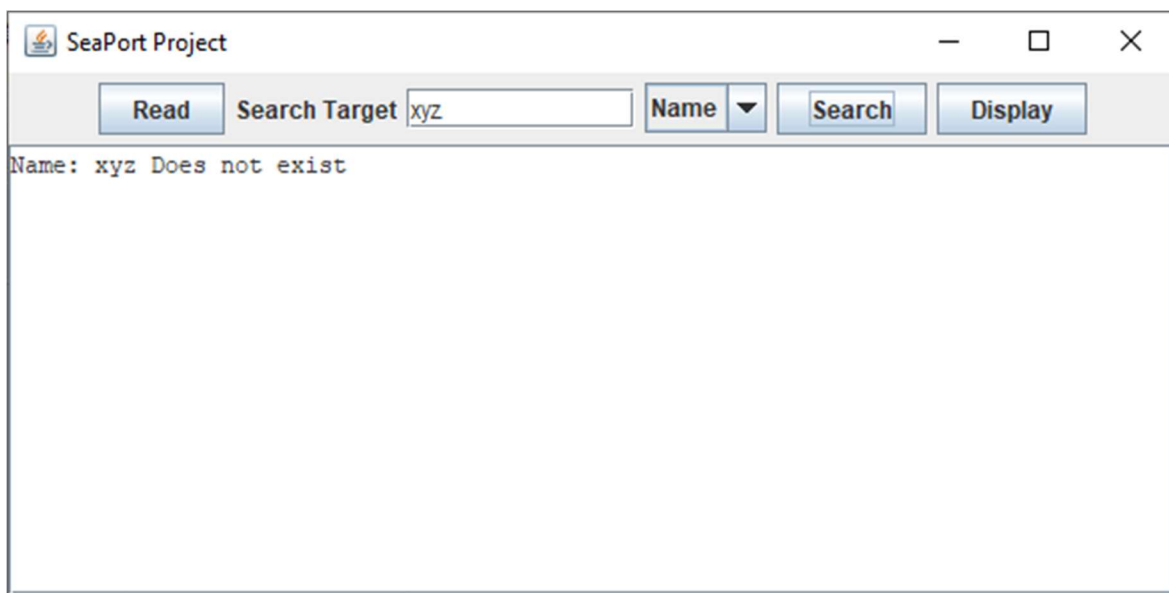 SeaPort Project
Read Search Target xyz Name Search Display
Name: xyz Does not exist